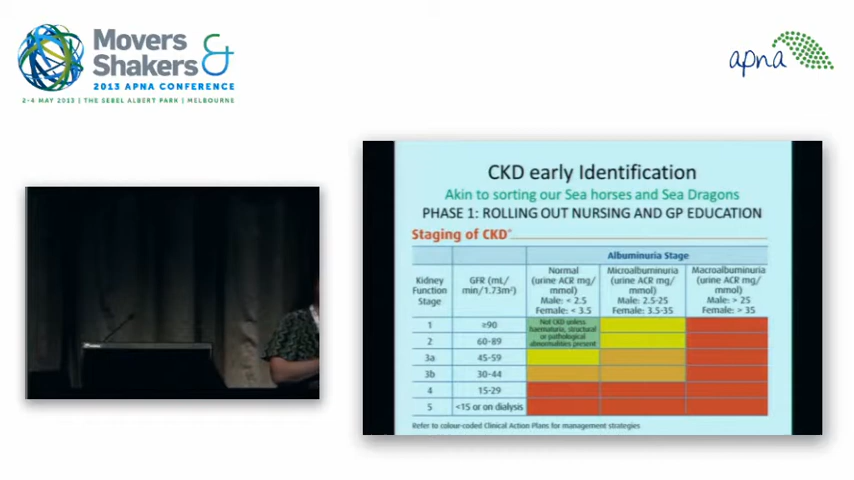 Movers
Shakers &
2013 APNA CONFERENCE
2-4 MAY 2013 | THE SEBEL ALBERT PARK | MELBOURNE
apna
CKD early Identification
Akin to sorting our Sea horses and Sea Dragons
PHASE 1: ROLLING OUT NURSING AND GP EDUCATION
Staging of CKD
Albuminuria Stage
Kidney Function Stage
GFR (mL/min/1.73m²)
Normal (urine ACR mg/mmol) Male: < 2.5 Female: < 3.5
Microalbuminuria (urine ACR mg/mmol) Male: 2.5-25 Female: 3.5-35
Macroalbuminuria (urine ACR mg/mmol) Male: > 25 Female: > 35
1 ≥90 Not CKD unless haematuria, structural or pathological abnormalities present
2 60-89
3a 45-59
3b 30-44
4 15-29
5 <15 or on dialysis
Refer to colour-coded Clinical Action Plans for management strategies